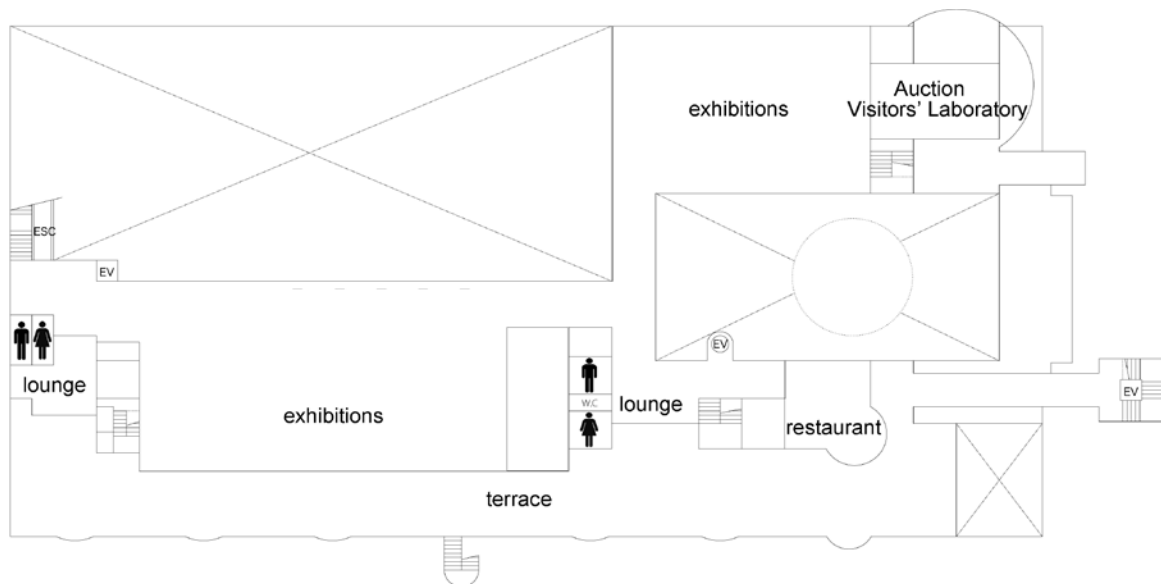 Auction
exhibitions
Visitors' Laboratory
ESC
EV
EV
lounge
EV
W.C
lounge
exhibitions
restaurant
terrace